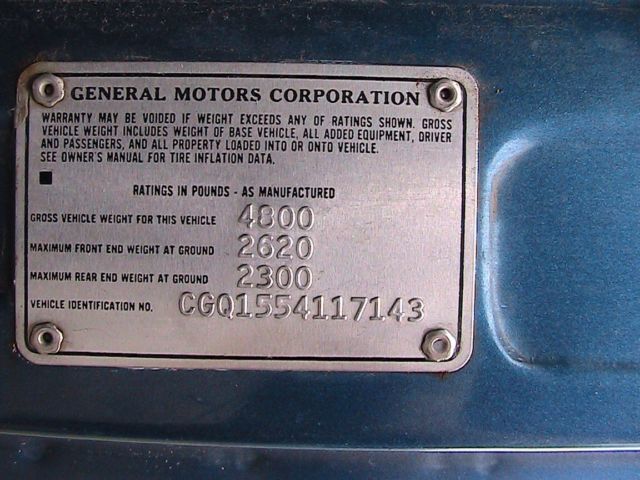 GENERAL MOTORS CORPORATION
WARRANTY MAY BE VOIDED IF WEIGHT EXCEEDS ANY OF RATINGS SHOWN. GROSS
VEHICLE WEIGHT INCLUDES WEIGHT OF BASE VEHICLE, ALL ADDED EQUIPMENT, DRIVER
AND PASSENGERS, AND ALL PROPERTY LOADED INTO OR ONTO VEHICLE.
SEE OWNER'S MANUAL FOR TIRE INFLATION DATA.
RATINGS IN POUNDS - AS MANUFACTURED
GROSS VEHICLE WEIGHT FOR THIS VEHICLE 4800
MAXIMUM FRONT END WEIGHT AT GROUND 2620
MAXIMUM REAR END WEIGHT AT GROUND 2300
VEHICLE IDENTIFICATION NO. CGQ1554117143